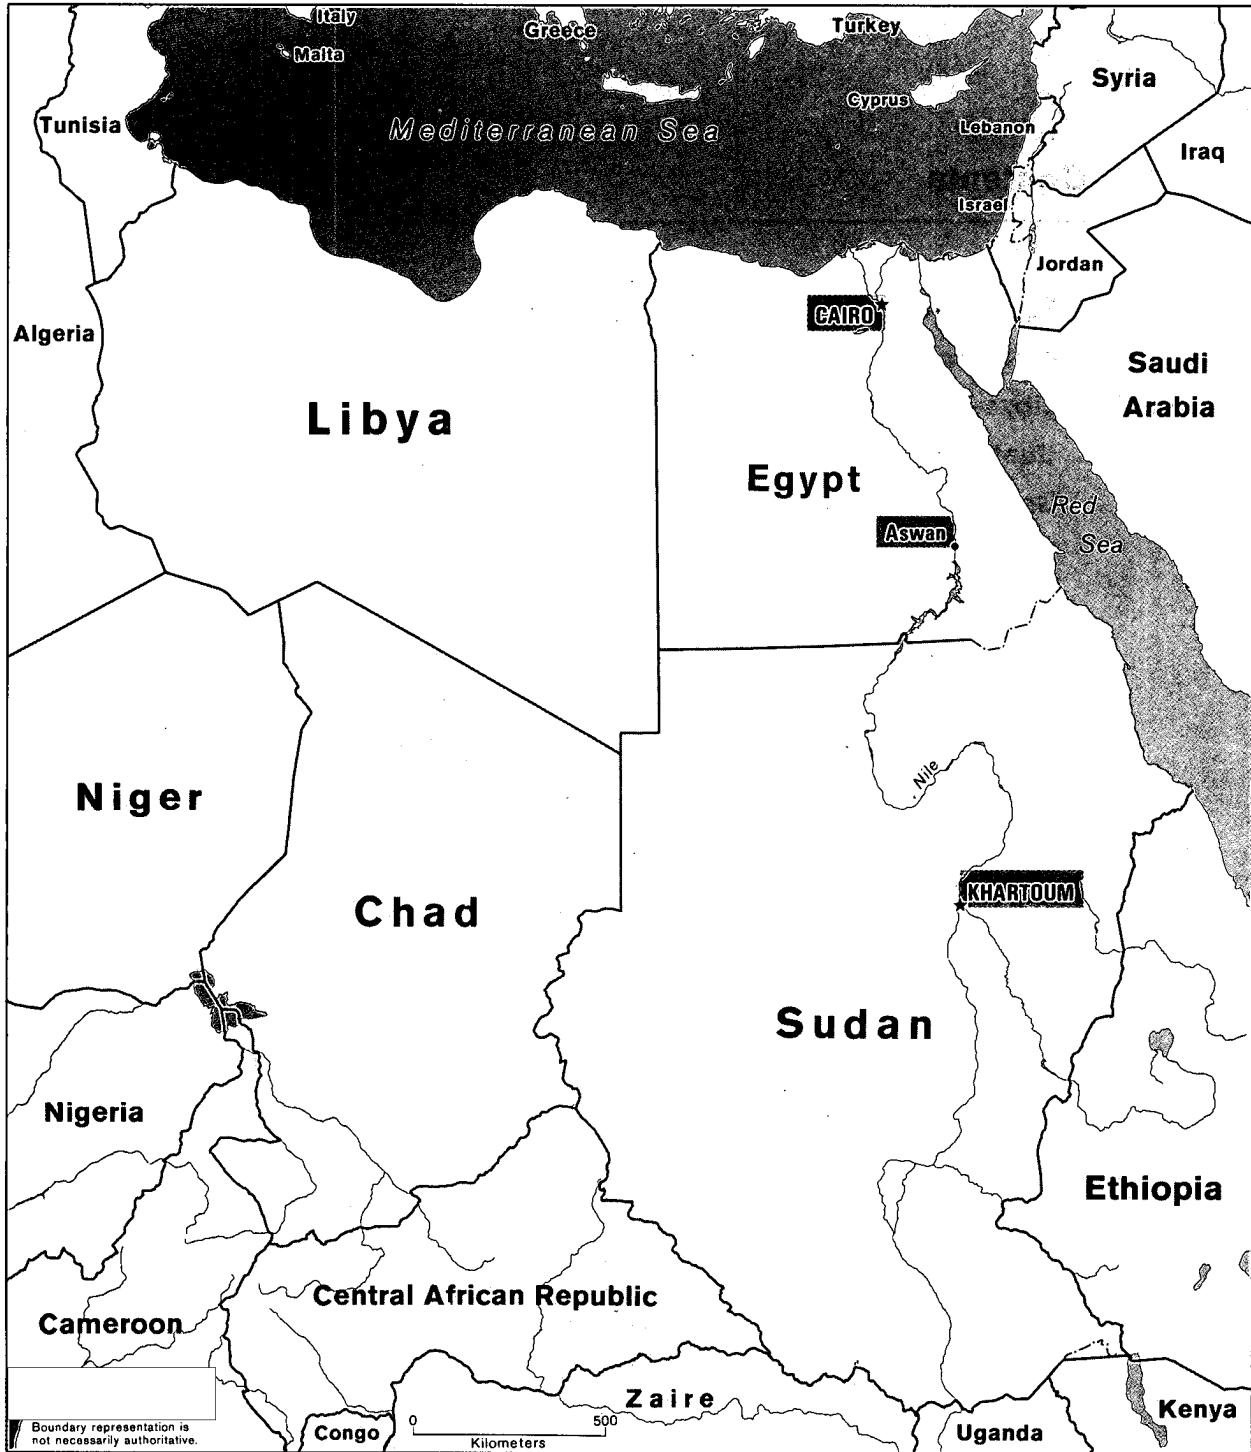 Italy
Greece
Turkey
Malta
Syria
Cyprus
Tunisia
Mediterranean Sea
Lebanon
Iraq
Israel
Jordan
CAIRO
Algeria
Saudi
Arabia
Libya
Egypt
Red
Sea
Aswan
Nile
Niger
KHARTOUM
Chad
Sudan
Nigeria
Ethiopia
Central African Republic
Cameroon
Zaire
Kenya
0 500
Kilometers
Congo
Uganda
Boundary representation is
not necessarily authoritative.